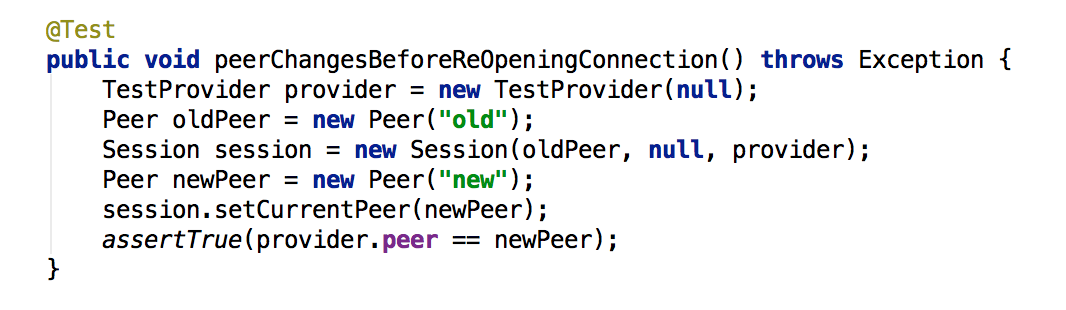 @Test
public void peerChangesBeforeReOpeningConnection() throws Exception {
    TestProvider provider = new TestProvider(null);
    Peer oldPeer = new Peer("old");
    Session session = new Session(oldPeer, null, provider);
    Peer newPeer = new Peer("new");
    session.setCurrentPeer(newPeer);
    assertTrue(provider.peer == newPeer);
}